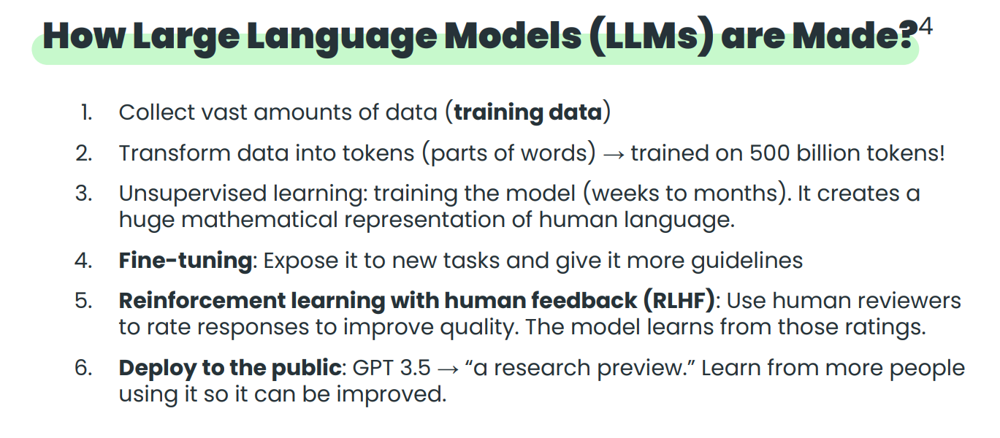 How Large Language Models (LLMs) are Made?4
1. Collect vast amounts of data (training data)
2. Transform data into tokens (parts of words) → trained on 500 billion tokens!
3. Unsupervised learning: training the model (weeks to months). It creates a
huge mathematical representation of human language.
4. Fine-tuning: Expose it to new tasks and give it more guidelines
5. Reinforcement learning with human feedback (RLHF): Use human reviewers
to rate responses to improve quality. The model learns from those ratings.
6. Deploy to the public: GPT 3.5 → “a research preview.” Learn from more people
using it so it can be improved.